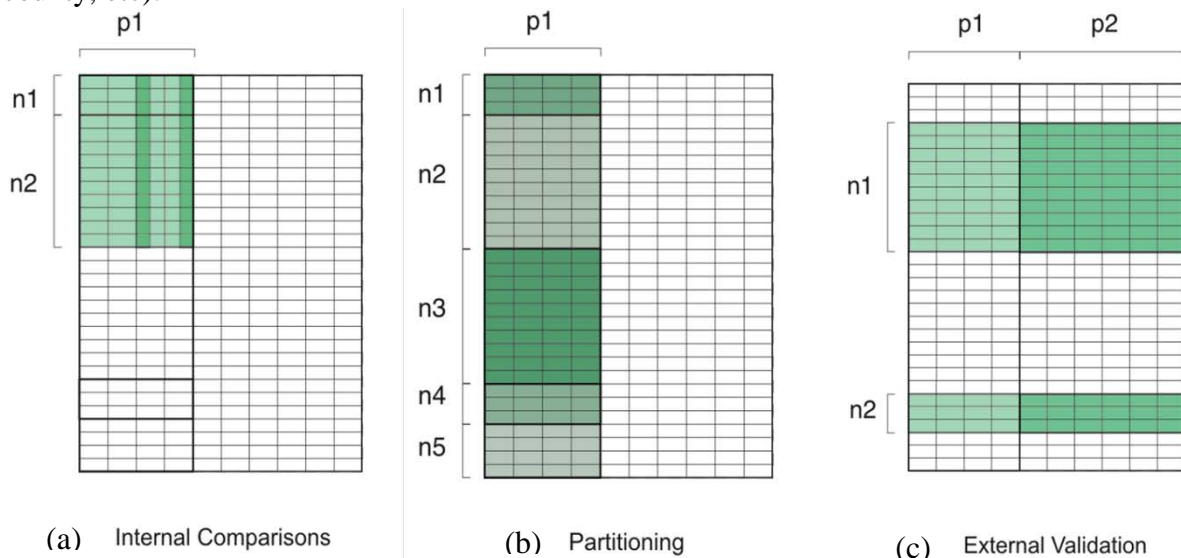 p1
n1
n2
(a) Internal Comparisons
p1
n1
n2
n3
n4
n5
(b) Partitioning
p1 p2
n1
n2
(c) External Validation